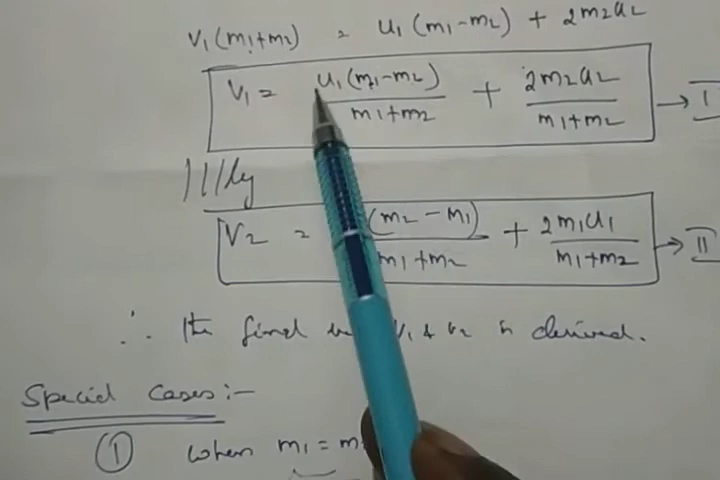 v₁(m₁+m₂) = u₁(m₁-m₂) + 2m₂u₂
v₁ = u₁(m₁-m₂)/m₁+m₂ + 2m₂u₂/m₁+m₂ → I
|||ly
v₂ = (m₂-m₁)/m₁+m₂ + 2m₁u₁/m₁+m₂ → II
∴ the final v₁ & v₂ is derived.
Special Cases:-
① when m₁ = m